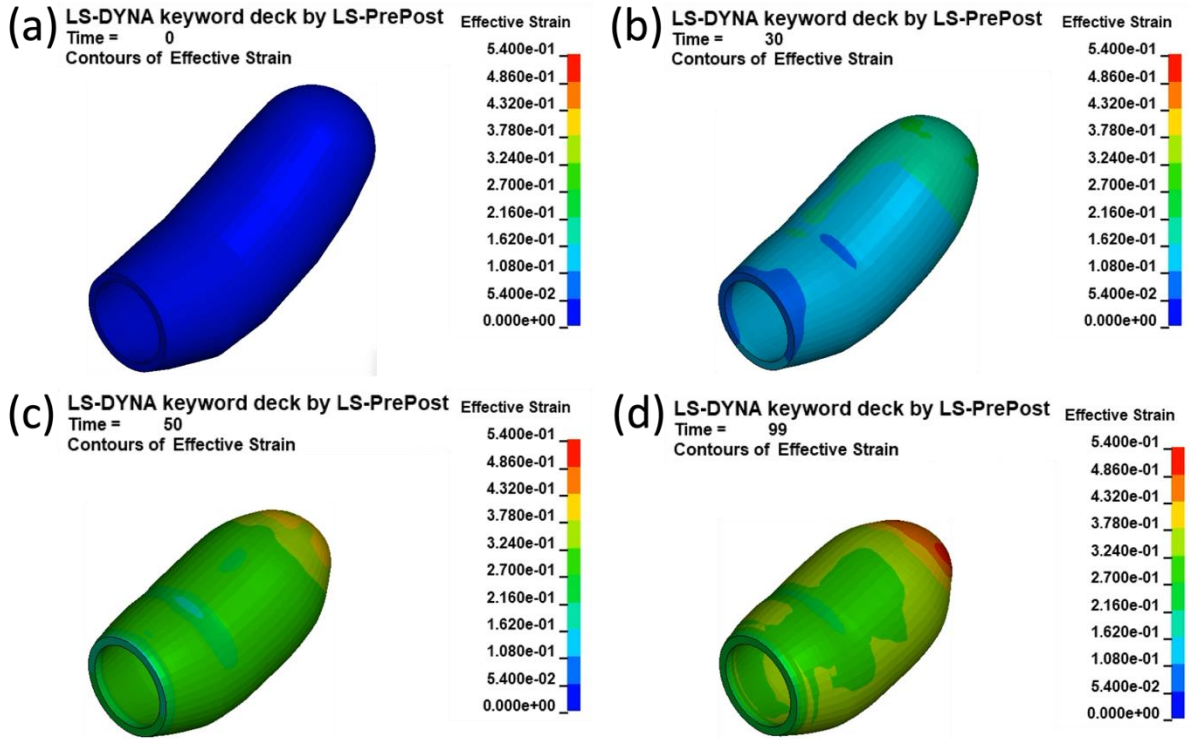 (a)
LS-DYNA keyword deck by LS-PrePost
Time = 0
Contours of Effective Strain
Effective Strain
5.400e-01
4.860e-01
4.320e-01
3.780e-01
3.240e-01
2.700e-01
2.160e-01
1.620e-01
1.080e-01
5.400e-02
0.000e+00
(b)
LS-DYNA keyword deck by LS-PrePost
Time = 30
Contours of Effective Strain
Effective Strain
5.400e-01
4.860e-01
4.320e-01
3.780e-01
3.240e-01
2.700e-01
2.160e-01
1.620e-01
1.080e-01
5.400e-02
0.000e+00
(c)
LS-DYNA keyword deck by LS-PrePost
Time = 50
Contours of Effective Strain
Effective Strain
5.400e-01
4.860e-01
4.320e-01
3.780e-01
3.240e-01
2.700e-01
2.160e-01
1.620e-01
1.080e-01
5.400e-02
0.000e+00
(d)
LS-DYNA keyword deck by LS-PrePost
Time = 99
Contours of Effective Strain
Effective Strain
5.400e-01
4.860e-01
4.320e-01
3.780e-01
3.240e-01
2.700e-01
2.160e-01
1.620e-01
1.080e-01
5.400e-02
0.000e+00